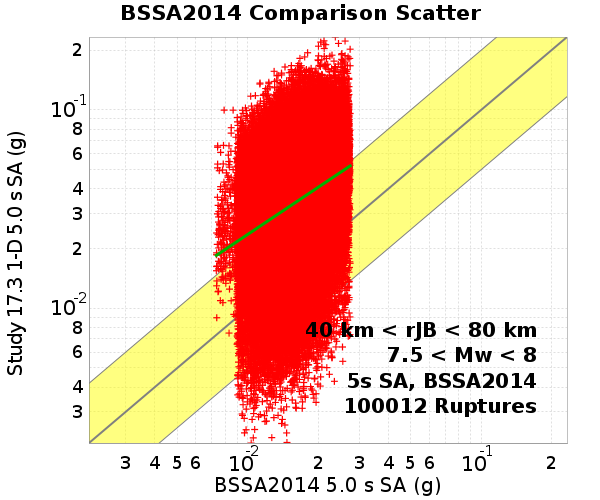 BSSA2014 Comparison Scatter
Study 17.3 1-D 5.0 s SA (g)
2
10-1
8
6
4
3
2
10-2
8
6
4
3
40 km < rJB < 80 km
7.5 < Mw < 8
5s SA, BSSA2014
100012 Ruptures
3 4 5 6 10-2 2 3 4 5 6 10-1 2
BSSA2014 5.0 s SA (g)